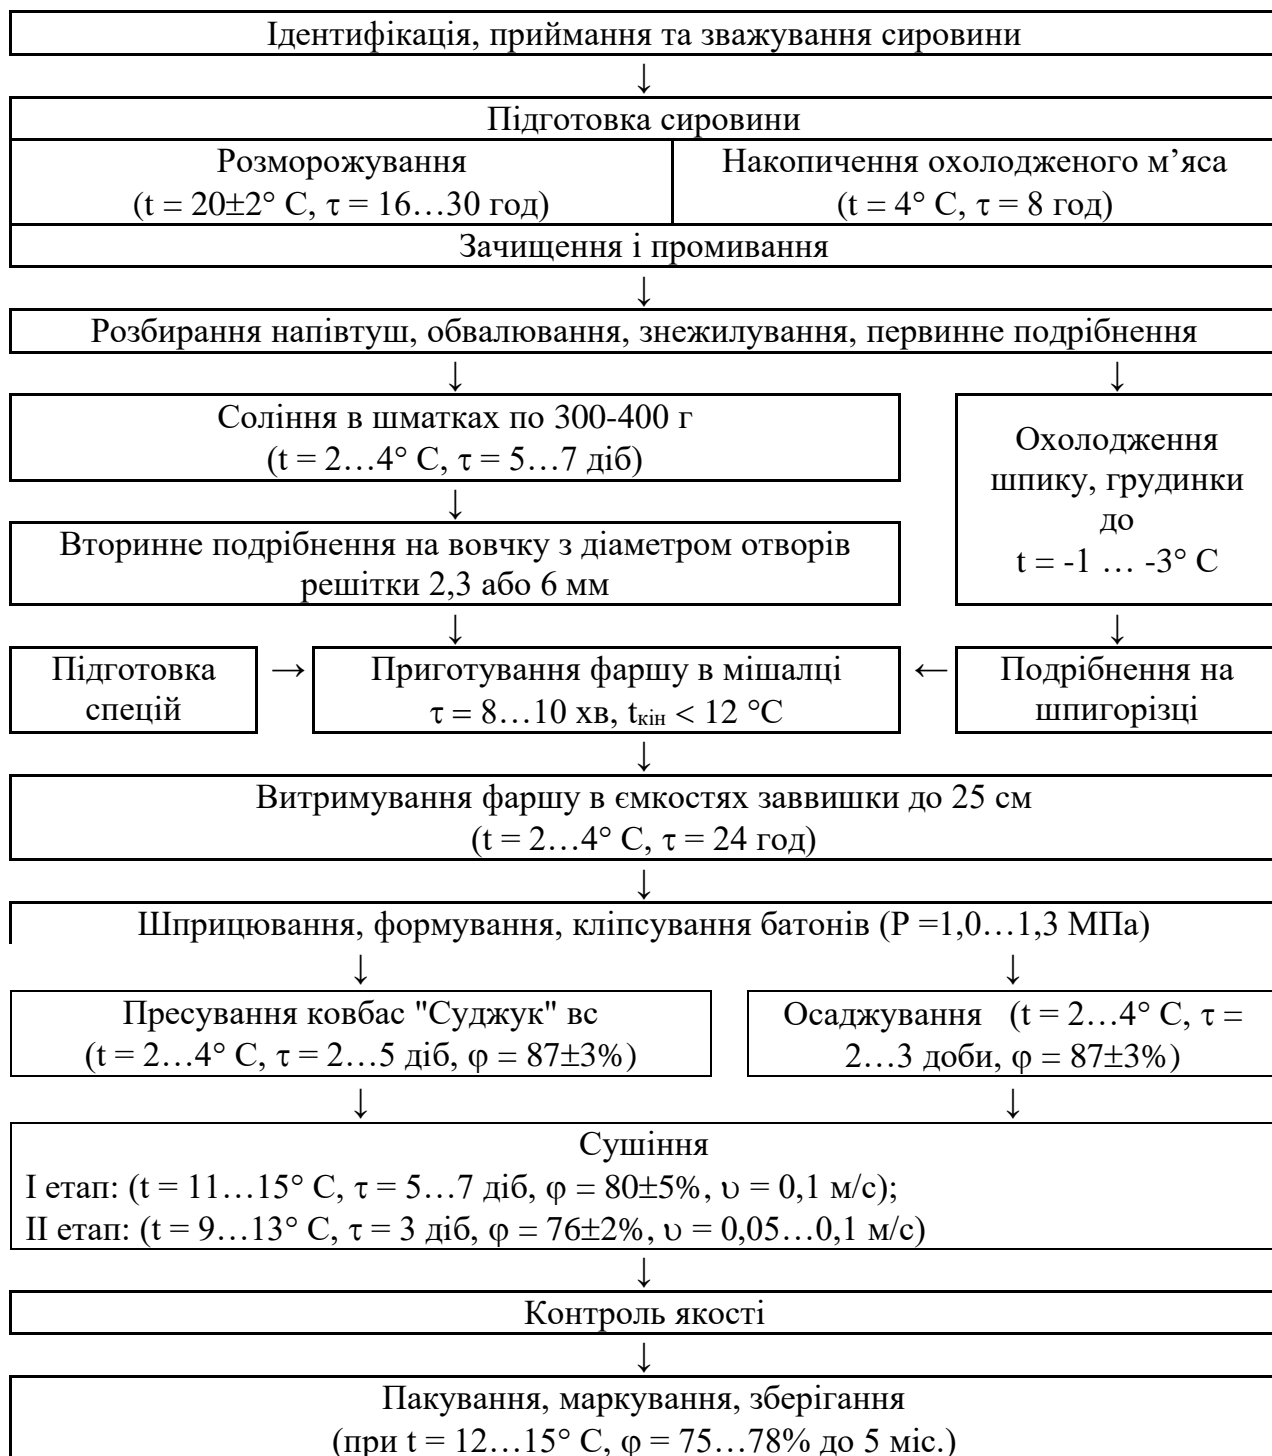 Ідентифікація, приймання та зважування сировини
↓
Підготовка сировини
Розморожування
(t = 20±2° С, τ = 16…30 год)
Накопичення охолодженого м’яса
(t = 4° С, τ = 8 год)
Зачищення і промивання
↓
Розбирання напівтуш, обвалювання, знежилування, первинне подрібнення
↓ ↓
Соління в шматках по 300-400 г
(t = 2…4° С, τ = 5…7 діб)
↓
Вторинне подрібнення на вовчку з діаметром отворів
решітки 2,3 або 6 мм
Охолодження
шпику, грудинки
до
t = -1 … -3° С
↓ ↓
Підготовка
спецій
→
Приготування фаршу в мішалці
τ = 8…10 хв, tкін < 12 °С
←
Подрібнення на
шпигорізці
↓
Витримування фаршу в ємкостях заввишки до 25 см
(t = 2…4° С, τ = 24 год)
↓
Шприцювання, формування, кліпсування батонів (Р =1,0…1,3 МПа)
↓ ↓
Пресування ковбас "Суджук" вс
(t = 2…4° С, τ = 2…5 діб, φ = 87±3%)
Осаджування (t = 2…4° С, τ =
2…3 доби, φ = 87±3%)
↓ ↓
Сушіння
І етап: (t = 11…15° С, τ = 5…7 діб, φ = 80±5%, υ = 0,1 м/с);
ІІ етап: (t = 9…13° С, τ = 3 діб, φ = 76±2%, υ = 0,05…0,1 м/с)
↓
Контроль якості
↓
Пакування, маркування, зберігання
(при t = 12…15° С, φ = 75…78% до 5 міс.)